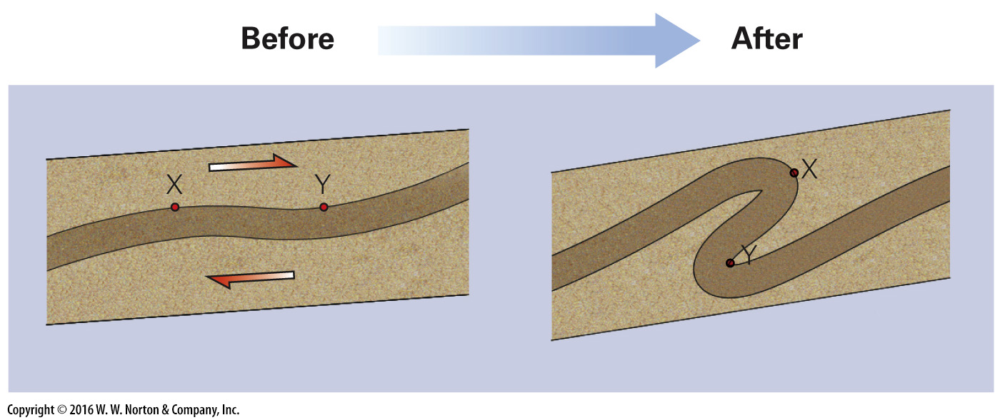 Before After
X Y
X
Y
Copyright © 2016 W. W. Norton & Company, Inc.